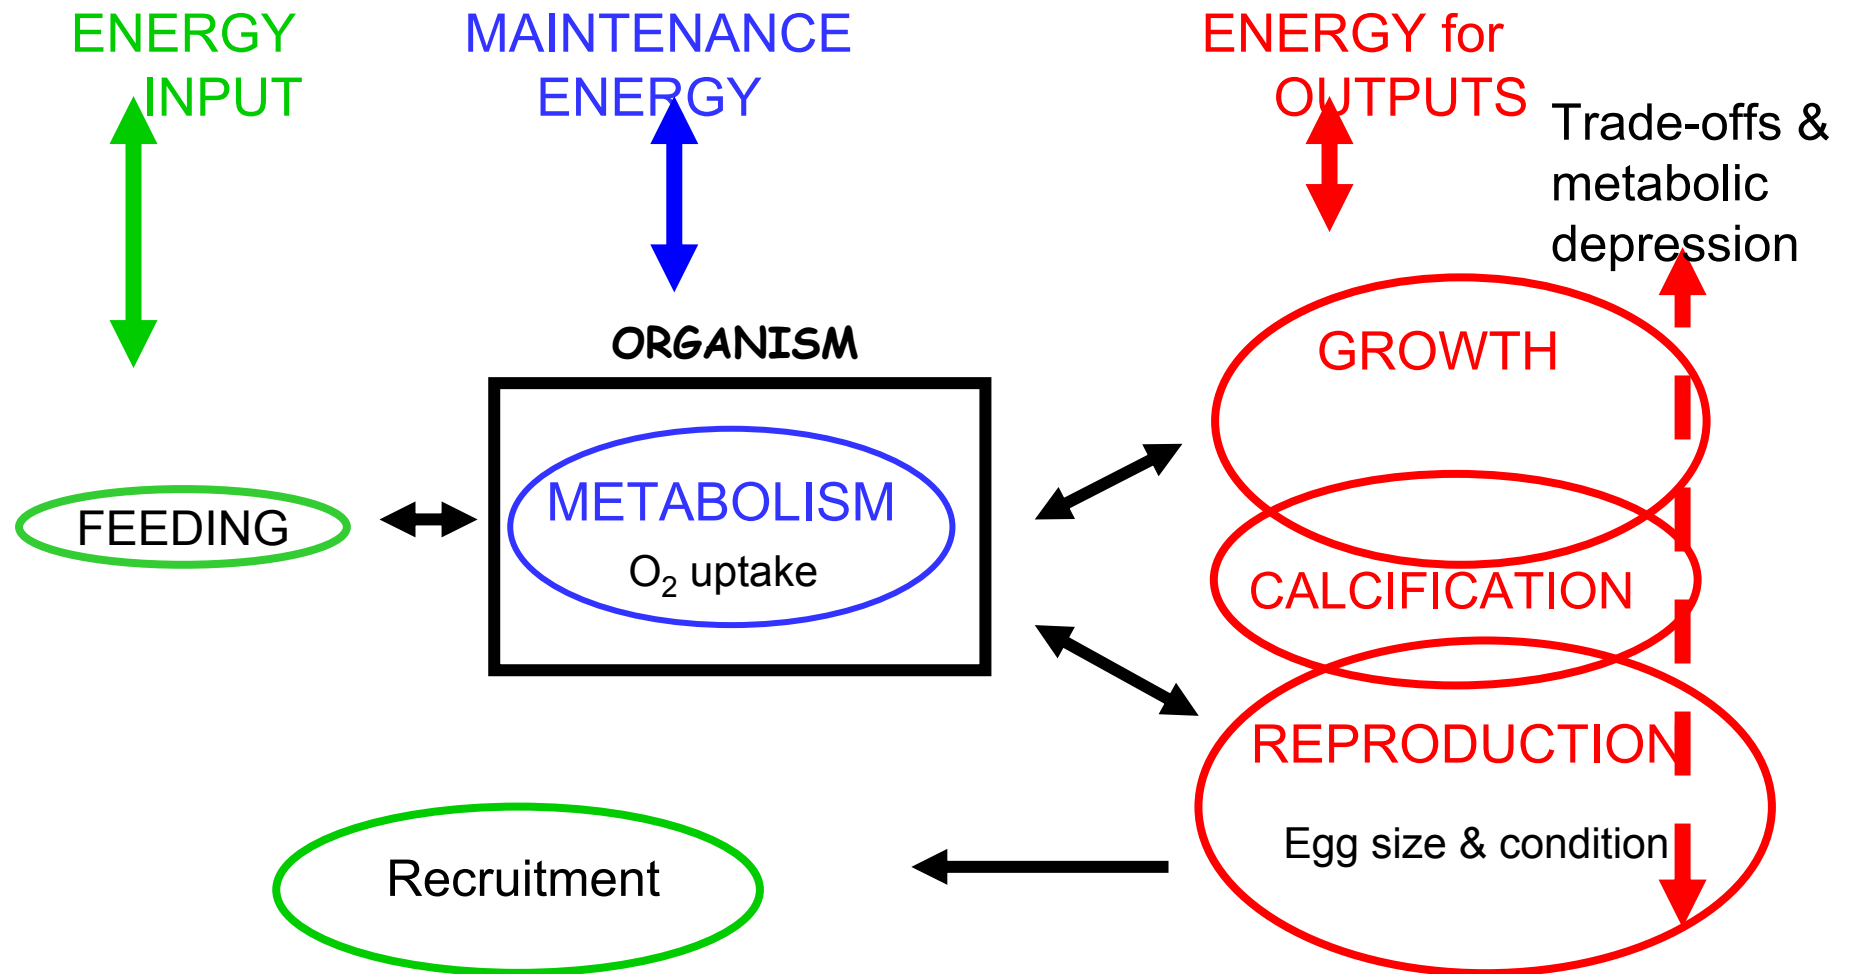 ENERGY
INPUT
MAINTENANCE
ENERGY
ENERGY for
OUTPUTS
Trade-offs &
metabolic
depression
ORGANISM
GROWTH
METABOLISM
O₂ uptake
FEEDING
CALCIFICATION
REPRODUCTION
Egg size & condition
Recruitment